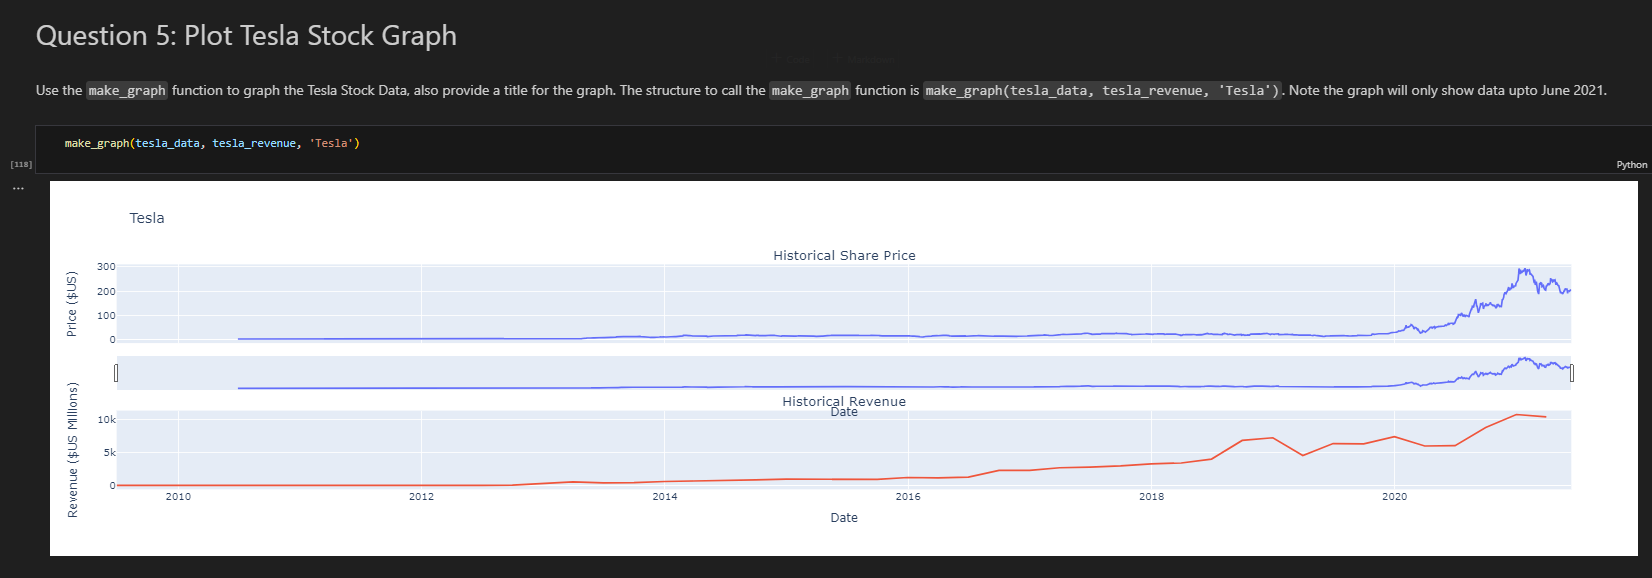 Question 5: Plot Tesla Stock Graph
Use the make_graph function to graph the Tesla Stock Data, also provide a title for the graph. The structure to call the make_graph function is make_graph(tesla_data, tesla_revenue, 'Tesla'). Note the graph will only show data upto June 2021.
make_graph(tesla_data, tesla_revenue, 'Tesla')
[118]
Python
...
Tesla
Historical Share Price
Price ($US)
300
200
100
0
Historical Revenue
Date
Revenue ($US Millions)
10k
5k
0
2010 2012 2014 2016 2018 2020
Date